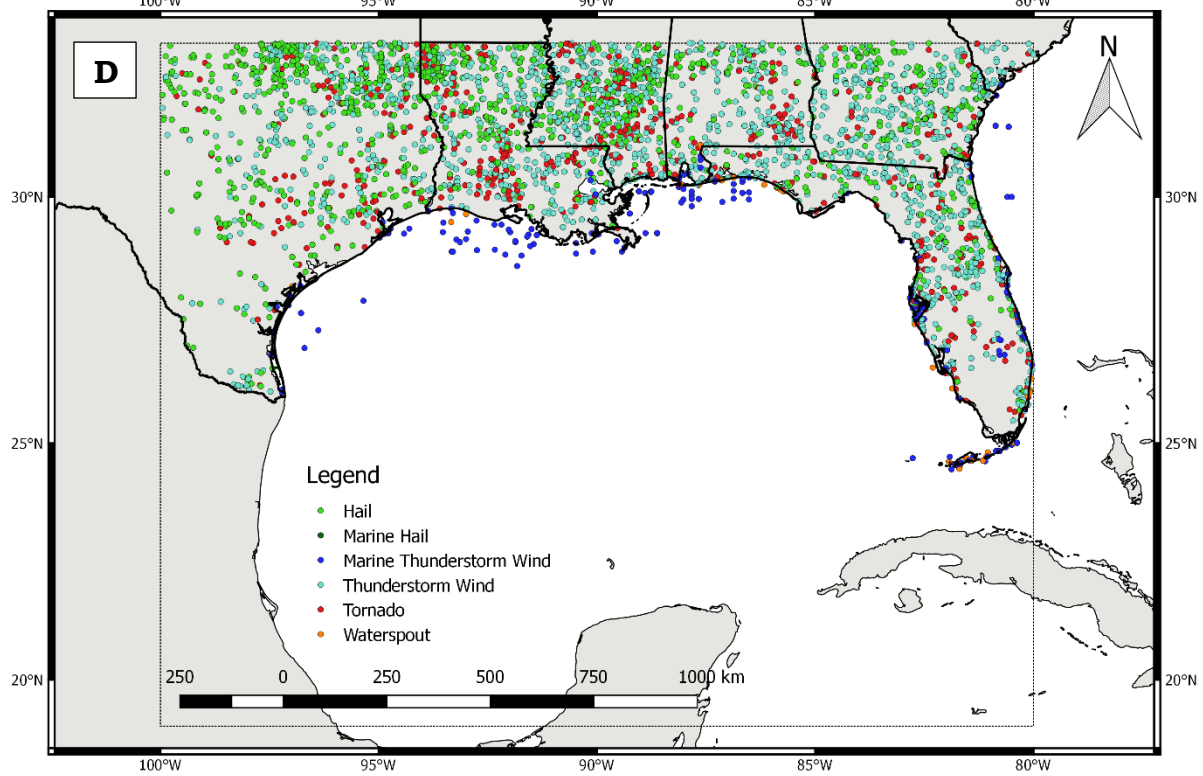 100°W 95°W 90°W 85°W 80°W
D
N
30°N 30°N
25°N 25°N
Legend
Hail
Marine Hail
Marine Thunderstorm Wind
Thunderstorm Wind
Tornado
Waterspout
250 0 250 500 750 1000 km
20°N 20°N
100°W 95°W 90°W 85°W 80°W